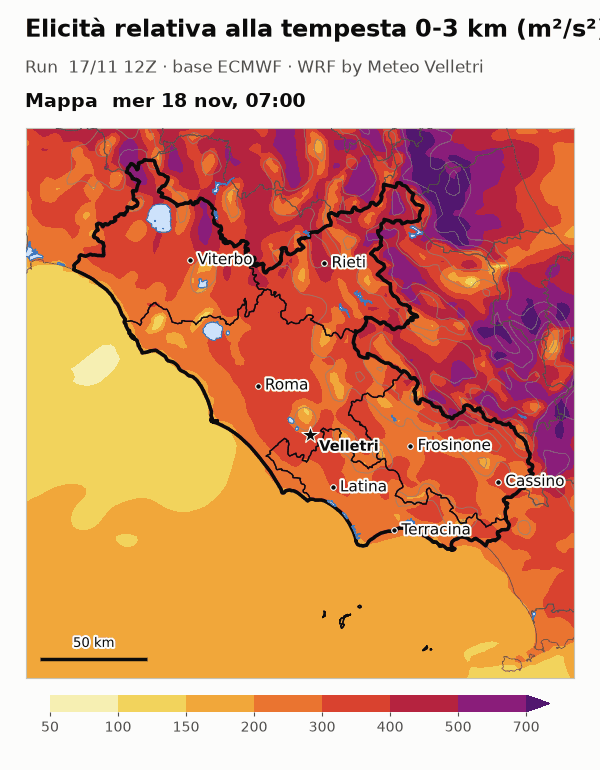 Elicità relativa alla tempesta 0-3 km (m²/s²)
Run  17/11 12Z · base ECMWF · WRF by Meteo Velletri
Mappa  mer 18 nov, 07:00
Viterbo
Rieti
Roma
Velletri
Frosinone
Cassino
Latina
Terracina
50 km
50 100 150 200 300 400 500 700